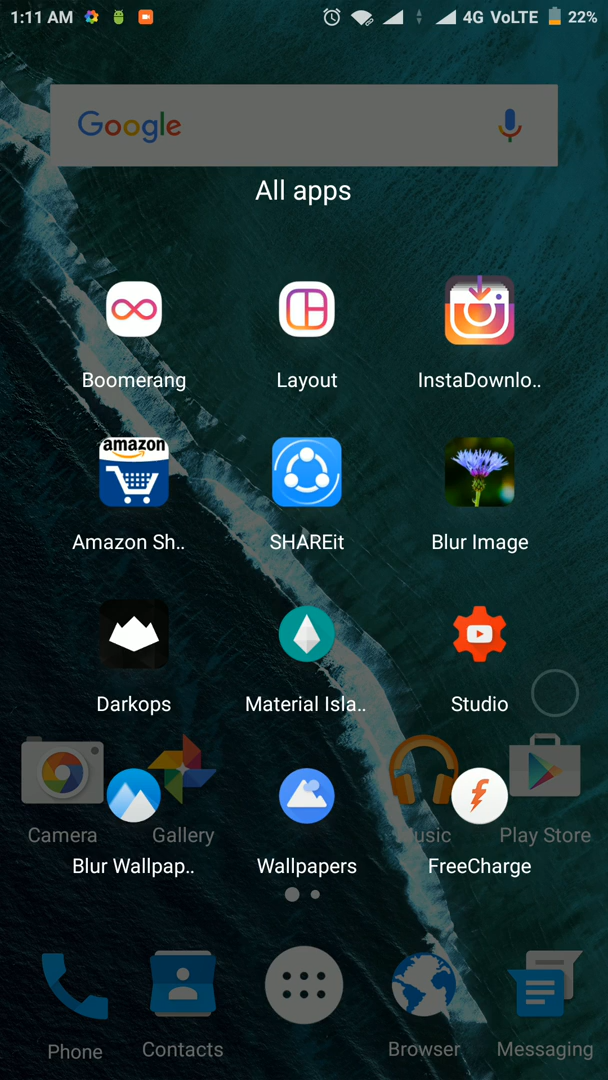 1:11 AM 4G VoLTE 22%
Google
All apps
Boomerang Layout InstaDownlo..
amazon
Amazon Sh.. SHAREit Blur Image
Darkops Material Isla.. Studio
Camera Gallery usic Play Store
Blur Wallpap.. Wallpapers FreeCharge
Phone Contacts Browser Messaging